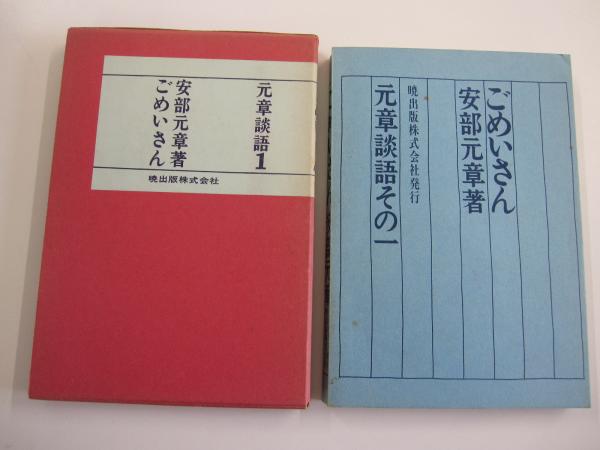 元章談語1
安部元章著
ごめいさん
暁出版株式会社
ごめいさん
安部元章著
暁出版株式会社発行
元章談語その一